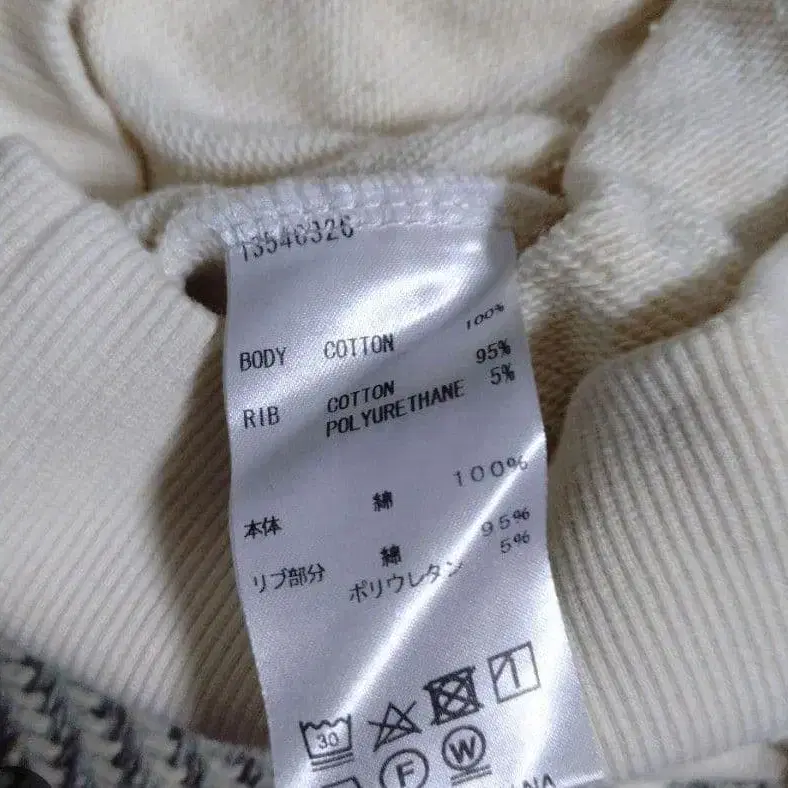 13546326
BODY COTTON 100%
RIB COTTON 95%
POLYURETHANE 5%
本体 綿 100%
リブ部分 綿 95%
ポリウレタン 5%
30
F W